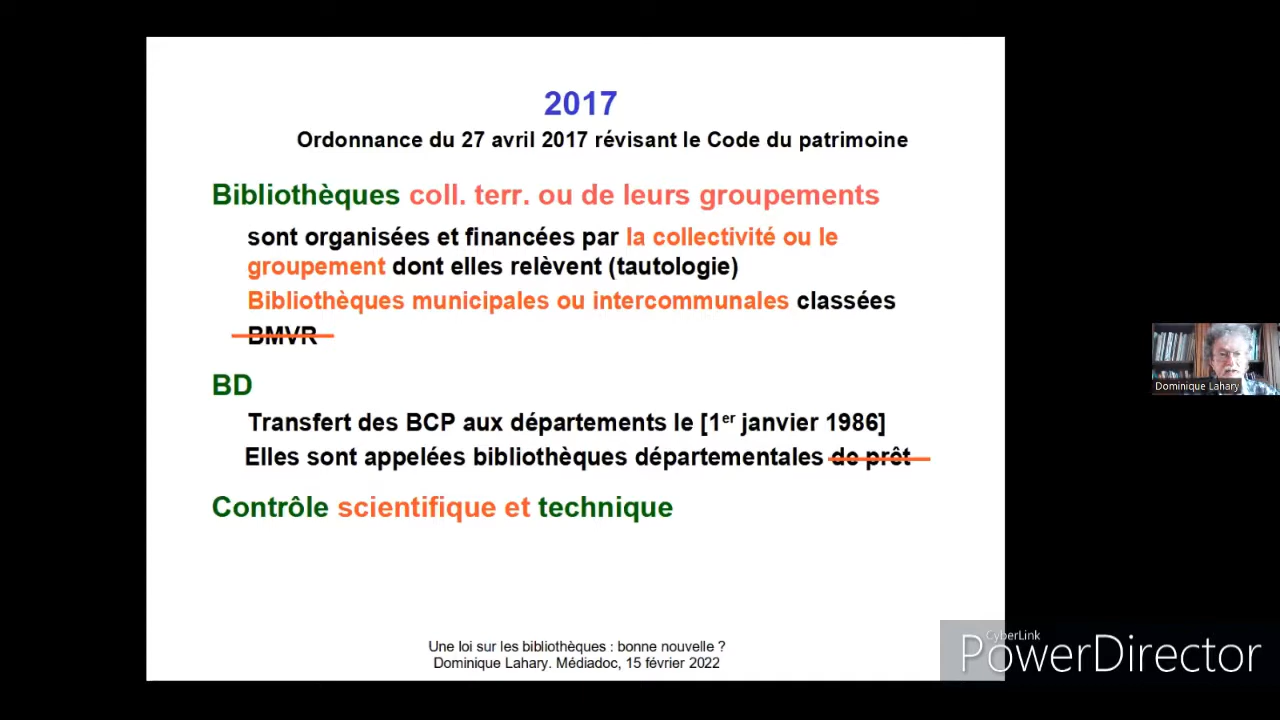 2017
Ordonnance du 27 avril 2017 révisant le Code du patrimoine
Bibliothèques coll. terr. ou de leurs groupements
sont organisées et financées par la collectivité ou le
groupement dont elles relèvent (tautologie)
Bibliothèques municipales ou intercommunales classées
BMVR
BD
Transfert des BCP aux départements le [1er janvier 1986]
Elles sont appelées bibliothèques départementales de prêt
Contrôle scientifique et technique
Une loi sur les bibliothèques : bonne nouvelle ?
Dominique Lahary. Médiadoc, 15 février 2022
Dominique Lahary
CyberLink
PowerDirector